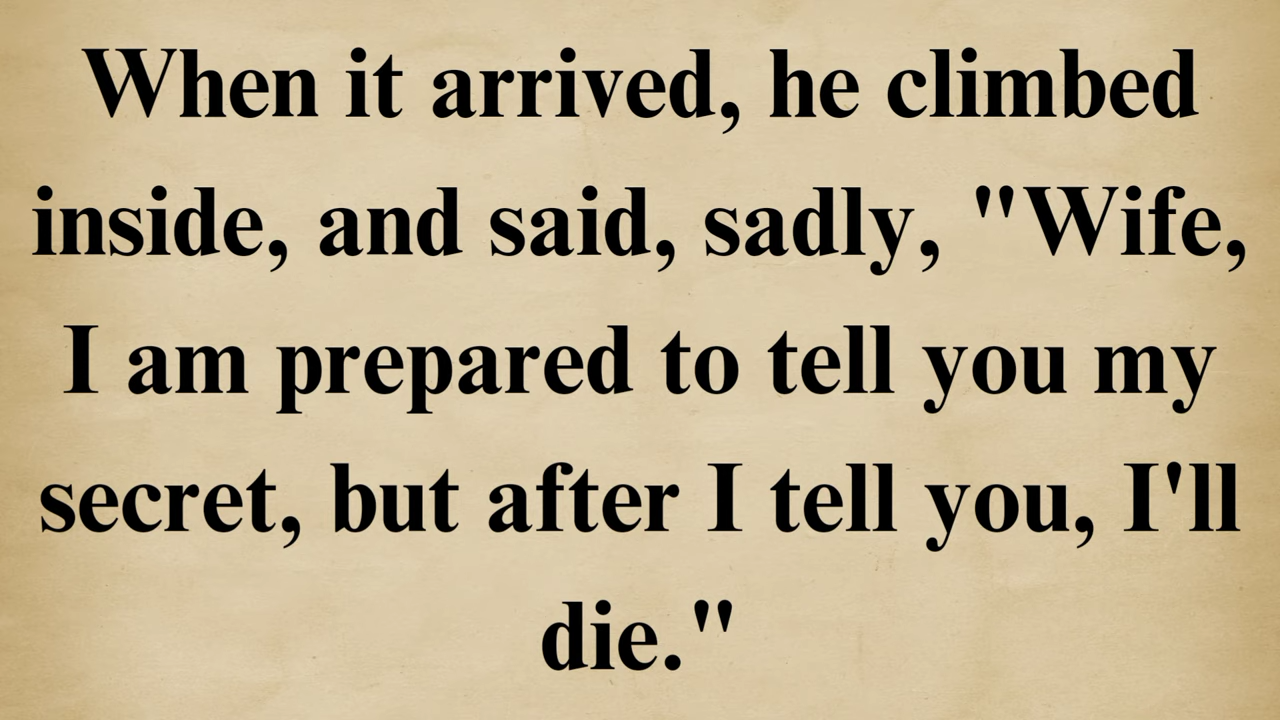 When it arrived, he climbed
inside, and said, sadly, "Wife,
I am prepared to tell you my
secret, but after I tell you, I'll
die."